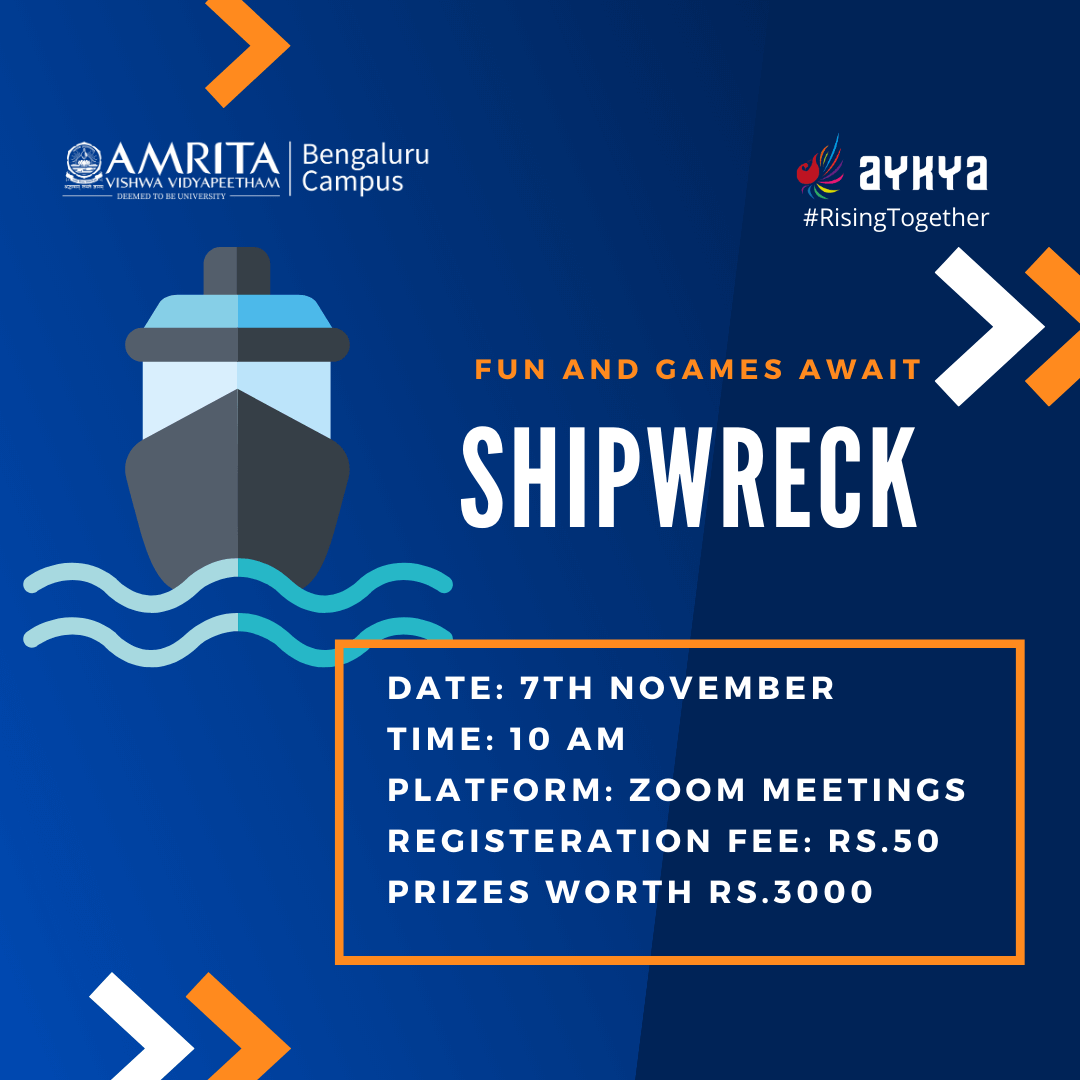 AMRITA
VISHWA VIDYAPEETHAM
DEEMED TO BE UNIVERSITY
Bengaluru
Campus
AYKYA
#RisingTogether
FUN AND GAMES AWAIT
SHIPWRECK
DATE: 7TH NOVEMBER
TIME: 10 AM
PLATFORM: ZOOM MEETINGS
REGISTERATION FEE: RS.50
PRIZES WORTH RS.3000